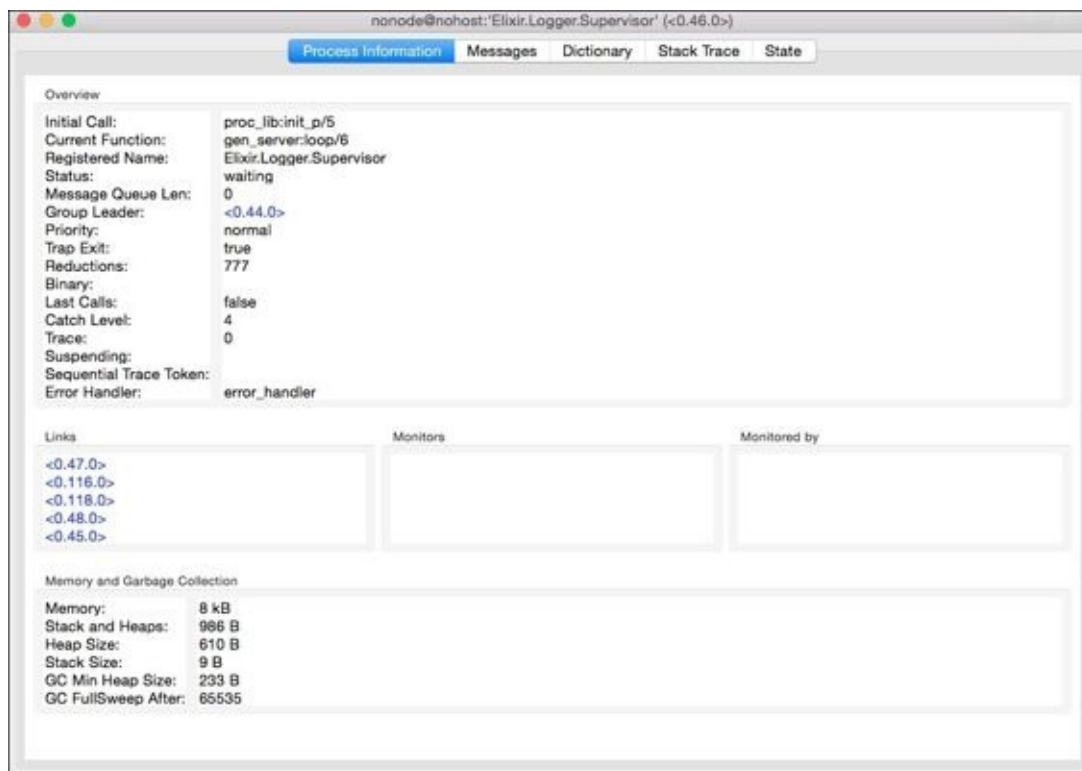 nonode@nohost:'Elixir.Logger.Supervisor' (<0.46.0>)
Process Information Messages Dictionary Stack Trace State
Overview
Initial Call: proc_lib:init_p/5
Current Function: gen_server:loop/6
Registered Name: Elixir.Logger.Supervisor
Status: waiting
Message Queue Len: 0
Group Leader: <0.44.0>
Priority: normal
Trap Exit: true
Reductions: 777
Binary:
Last Calls: false
Catch Level: 4
Trace: 0
Suspending:
Sequential Trace Token:
Error Handler: error_handler
Links Monitors Monitored by
<0.47.0>
<0.116.0>
<0.118.0>
<0.48.0>
<0.45.0>
Memory and Garbage Collection
Memory: 8 kB
Stack and Heaps: 986 B
Heap Size: 610 B
Stack Size: 9 B
GC Min Heap Size: 233 B
GC FullSweep After: 65535